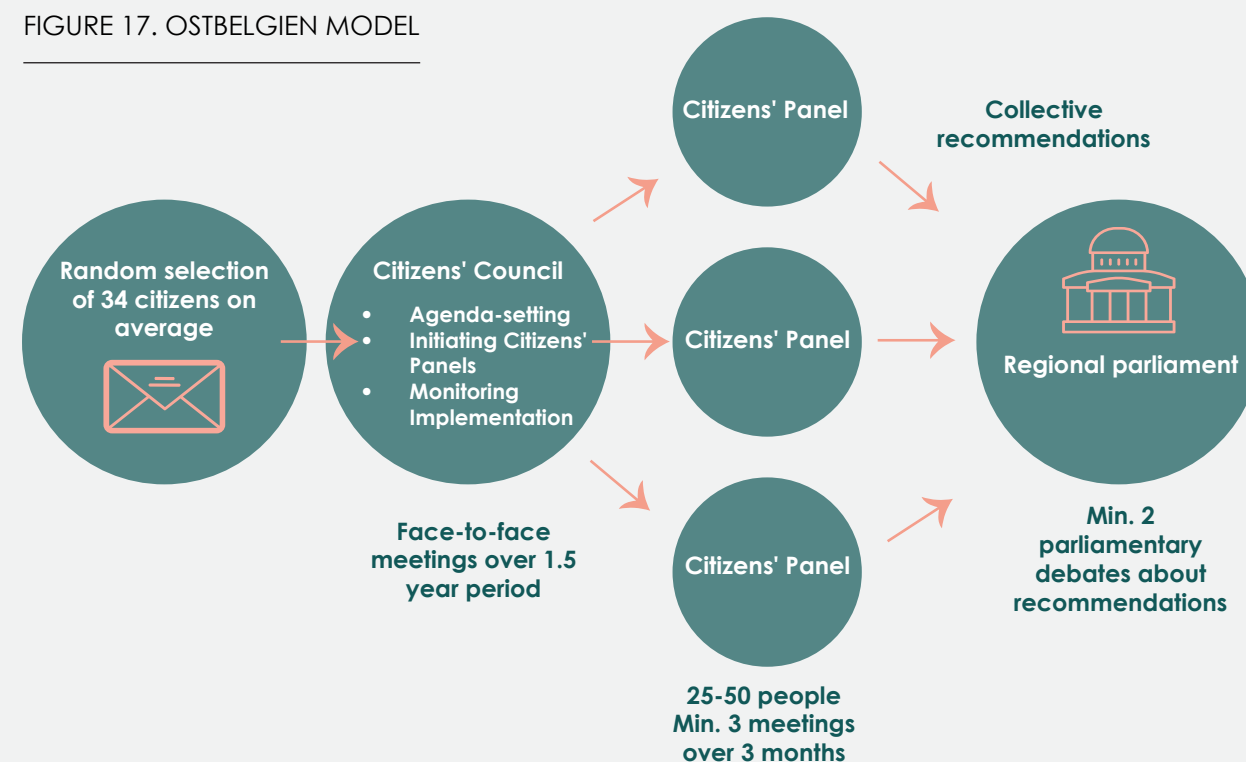 FIGURE 17. OSTBELGIEN MODEL
Random selection
of 34 citizens on
average
Citizens' Council
• Agenda-setting
• Initiating Citizens'
Panels
• Monitoring
Implementation
Face-to-face
meetings over 1.5
year period
Citizens' Panel
Citizens' Panel
Citizens' Panel
25-50 people
Min. 3 meetings
over 3 months
Collective
recommendations
Regional parliament
Min. 2
parliamentary
debates about
recommendations